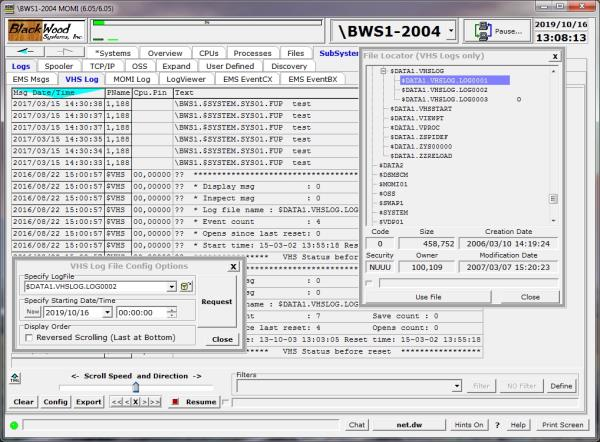 \BWS1-2004 MOMI (6.05/6.05)
BlackWood
Systems, Inc.
\BWS1-2004
Pause...
2019/10/16
13:08:13
*Systems Overview CPUs Processes Files SubSystems
Logs Spooler TCP/IP OSS Expand User Defined Discovery
EMS Msgs VHS Log MOMI Log LogViewer EMS EventCX EMS EventBX
Msg Date/Time PName Cpu.Pin Text
2017/03/15 14:30:38 1,188 \BWS1.$SYSTEM.SYS01.FUP test
2017/03/15 14:30:37 1,188 \BWS1.$SYSTEM.SYS01.FUP test
2017/03/15 14:30:37 1,188 \BWS1.$SYSTEM.SYS01.FUP test
2017/03/15 14:30:35 1,188 \BWS1.$SYSTEM.SYS01.FUP test
2017/03/15 14:30:34 1,188 \BWS1.$SYSTEM.SYS01.FUP test
2017/03/15 14:30:33 1,188 \BWS1.$SYSTEM.SYS01.FUP test
2016/08/22 15:00:57 $VHS 00,00000 ??
2016/08/22 15:00:57 $VHS 00,00000 ?? * Display msg : 0
2016/08/22 15:00:57 $VHS 00,00000 ?? * Inspect msg : 0
2016/08/22 15:00:57 $VHS 00,00000 ?? * Log file name : $DATA1.VHSLOG.LOG
2016/08/22 15:00:57 $VHS 00,00000 ?? * Event count : 4
2016/08/22 15:00:57 $VHS 00,00000 ?? * Opens since last reset : 0
2016/08/22 15:00:57 $VHS 00,00000 ?? * Start time: 15-03-02 13:55:18 Res
VHS Status befor
: 0
: 0
name : $DATA1.VHSLOG.LOG
nt : 7 Save count : 0
ce last reset: 4 Opens count: 0
e: 13-10-03 13:03:05 Reset time: 15-03-02 13:55:18
VHS Status before reset
File Locator (VHS Logs only)
X
$DATA1.VHSLOG
$DATA1.VHSLOG.LOG0001
$DATA1.VHSLOG.LOG0002
$DATA1.VHSLOG.LOG0003 O
$DATA1.VHSSTART
$DATA1.VIEWPT
$DATA1.VPROC
$DATA1.ZSPIDEF
$DATA1.ZYS00000
$DATA1.ZZRELOAD
$DATA2
$DSMSCM
$MOMI01
$OSS
$SWAP1
$SYSTEM
$VDP01
Code Size Creation Date
0 458,752 2006/03/10 14:19:24
Security Owner Modification Date
NUUU 100,109 2007/03/07 15:20:23
Use File Close
VHS Log File Config Options
X
Specify LogFile
$DATA1.VHSLOG.LOG0002
Specify Starting Date/Time
Now 2019/10/16 00:00:00
Request
Display Order
Reversed Scrolling (Last at Bottom)
Close
<- Scroll Speed and Direction ->
Filters
Filter NO Filter Define
Clear Config Export << < X > >> Resume
Chat net.dw Hints On ? Help Print Screen